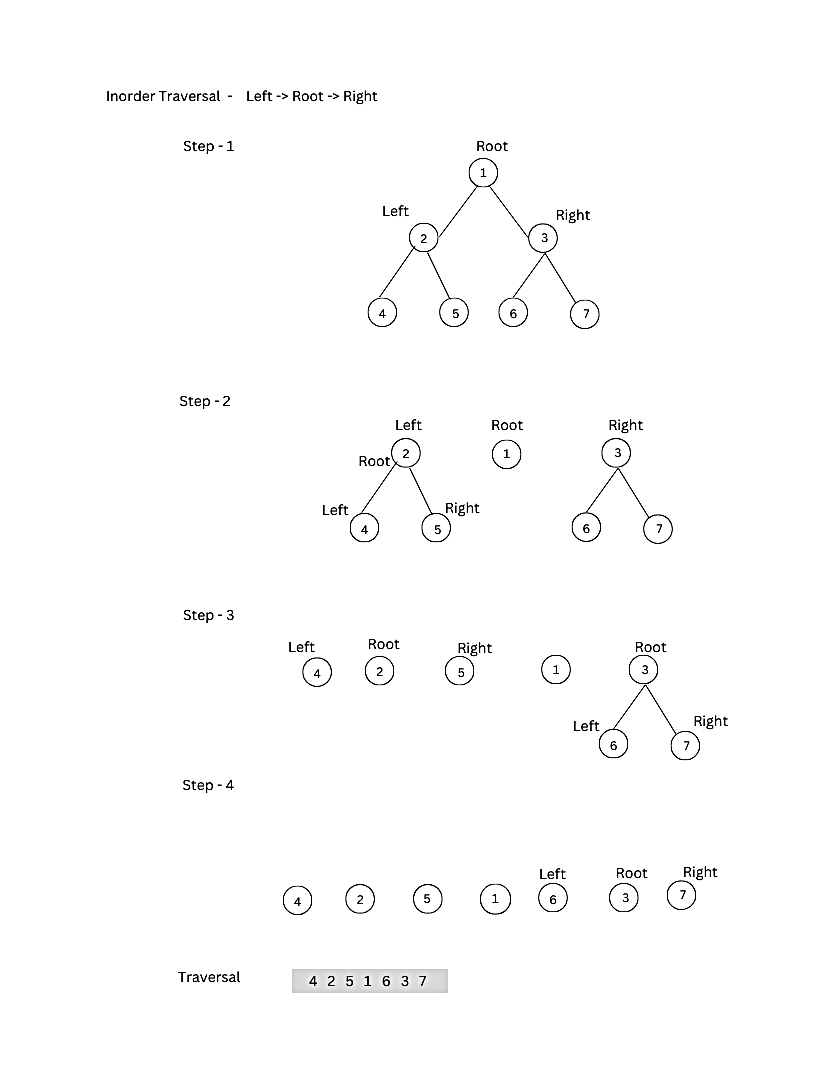 Inorder Traversal - Left -> Root -> Right
Step - 1
Root
1
Left
Right
2
3
4
5
6
7
Step - 2
Left
Root
Right
2
1
3
Root
Left
Right
4
5
6
7
Step - 3
Left
Root
Right
Root
4
2
5
1
3
Left
Right
6
7
Step - 4
Left
Root
Right
4
2
5
1
6
3
7
Traversal
4 2 5 1 6 3 7